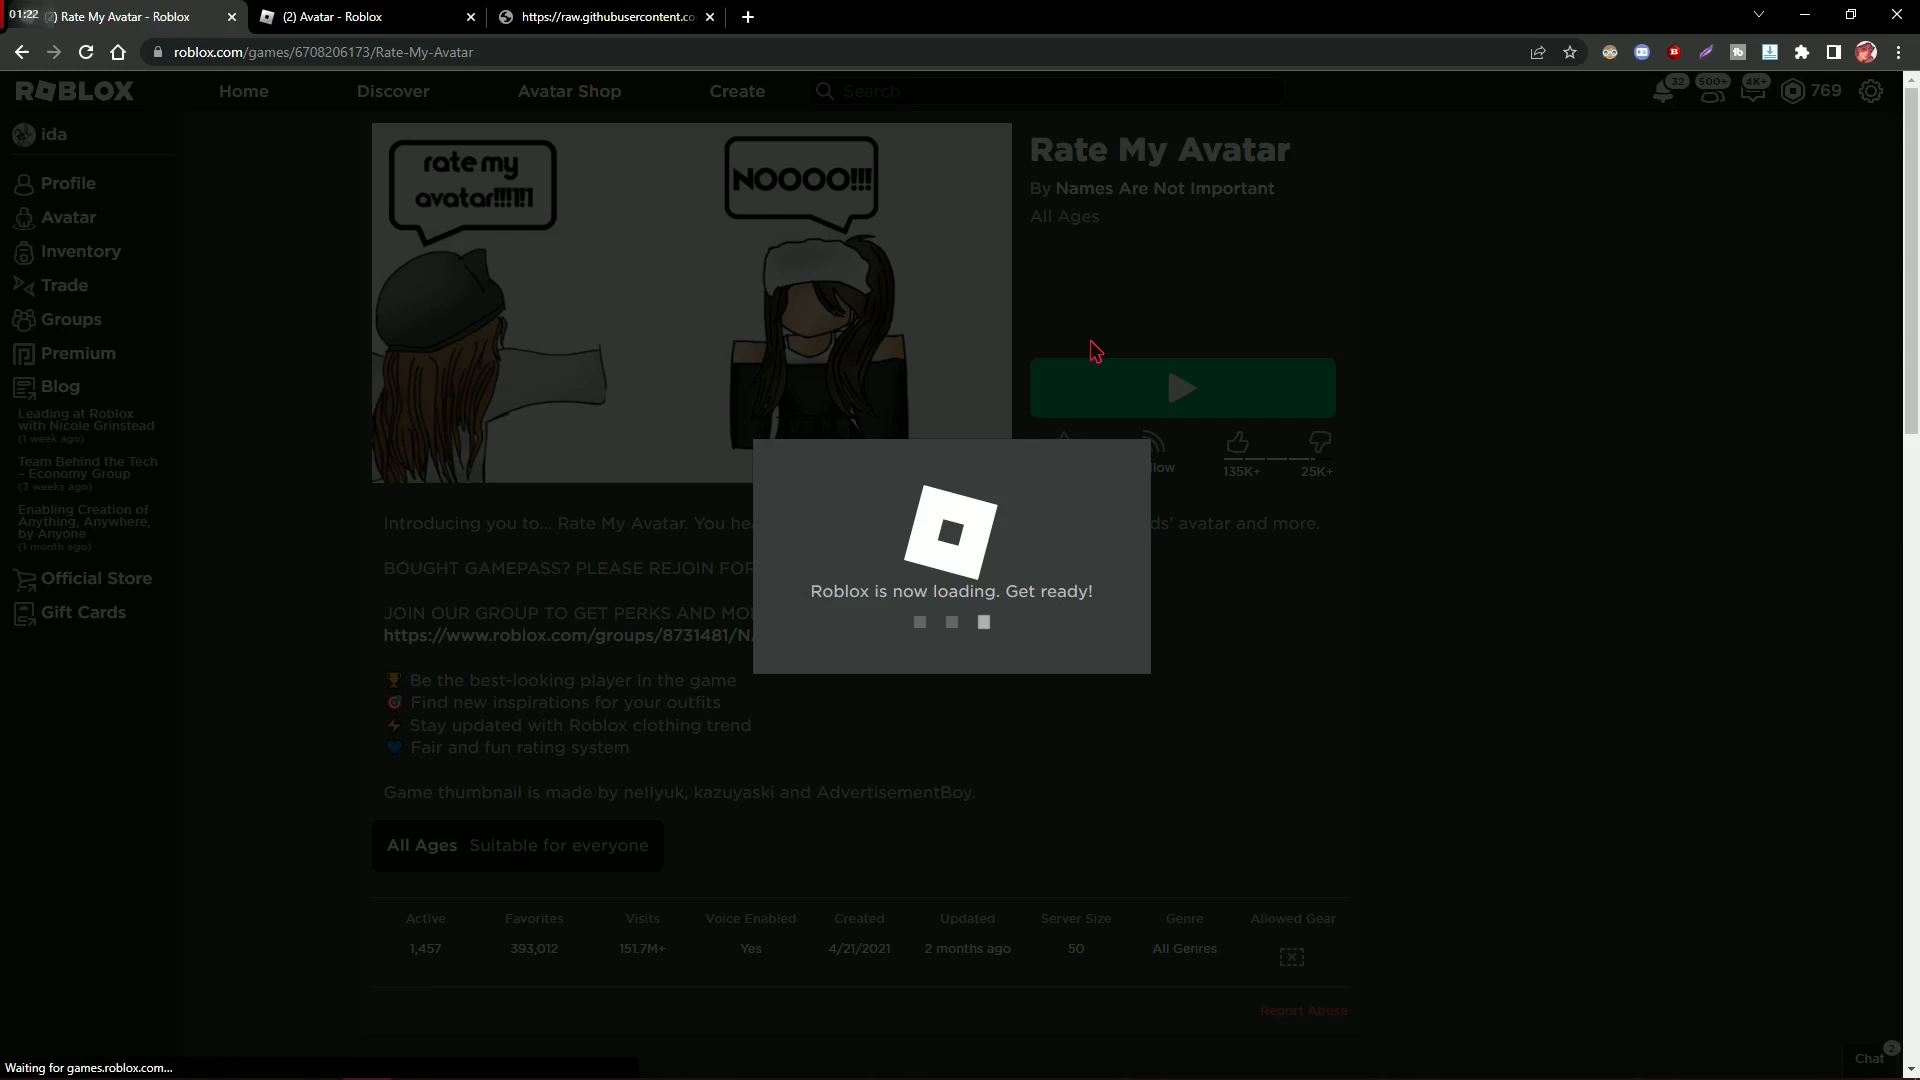 01:22
(2) Rate My Avatar - Roblox
(2) Avatar - Roblox
https://raw.githubusercontent.co
roblox.com/games/6708206173/Rate-My-Avatar
ROBLOX
Home
Discover
Avatar Shop
Create
Search
32
500+
4K+
769
ida
Profile
Avatar
Inventory
Trade
Groups
Premium
Blog
Leading at Roblox
with Nicole Grinstead
(1 week ago)
Team Behind the Tech
– Economy Group
(3 weeks ago)
Enabling Creation of
Anything, Anywhere,
by Anyone
(1 month ago)
Official Store
Gift Cards
rate my
avatar!!!1!1
NOOOO!!!
Rate My Avatar
By Names Are Not Important
All Ages
llow
135K+
25K+
Roblox is now loading. Get ready!
Introducing you to... Rate My Avatar. You hea
ds' avatar and more.
BOUGHT GAMEPASS? PLEASE REJOIN FOR
JOIN OUR GROUP TO GET PERKS AND MO
https://www.roblox.com/groups/8731481/N
Be the best-looking player in the game
Find new inspirations for your outfits
Stay updated with Roblox clothing trend
Fair and fun rating system
Game thumbnail is made by nellyuk, kazuyaski and AdvertisementBoy.
All Ages Suitable for everyone
Active Favorites Visits Voice Enabled Created Updated Server Size Genre Allowed Gear
1,457 393,012 151.7M+ Yes 4/21/2021 2 months ago 50 All Genres
Report Abuse
Chat
2
Waiting for games.roblox.com...